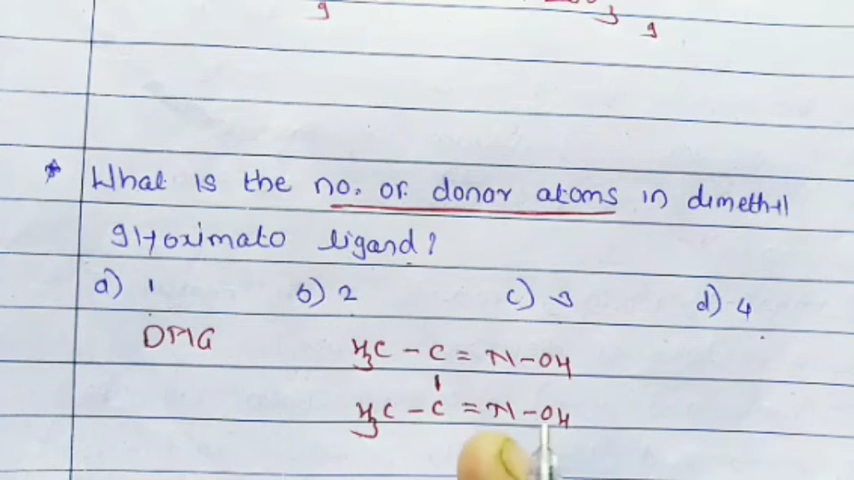 * What is the no. of donor atoms in dimethyl
glyoximato ligand?
a) 1 b) 2 c) 3 d) 4
DMG H3C - C = N - OH
|
H3C - C = N - OH